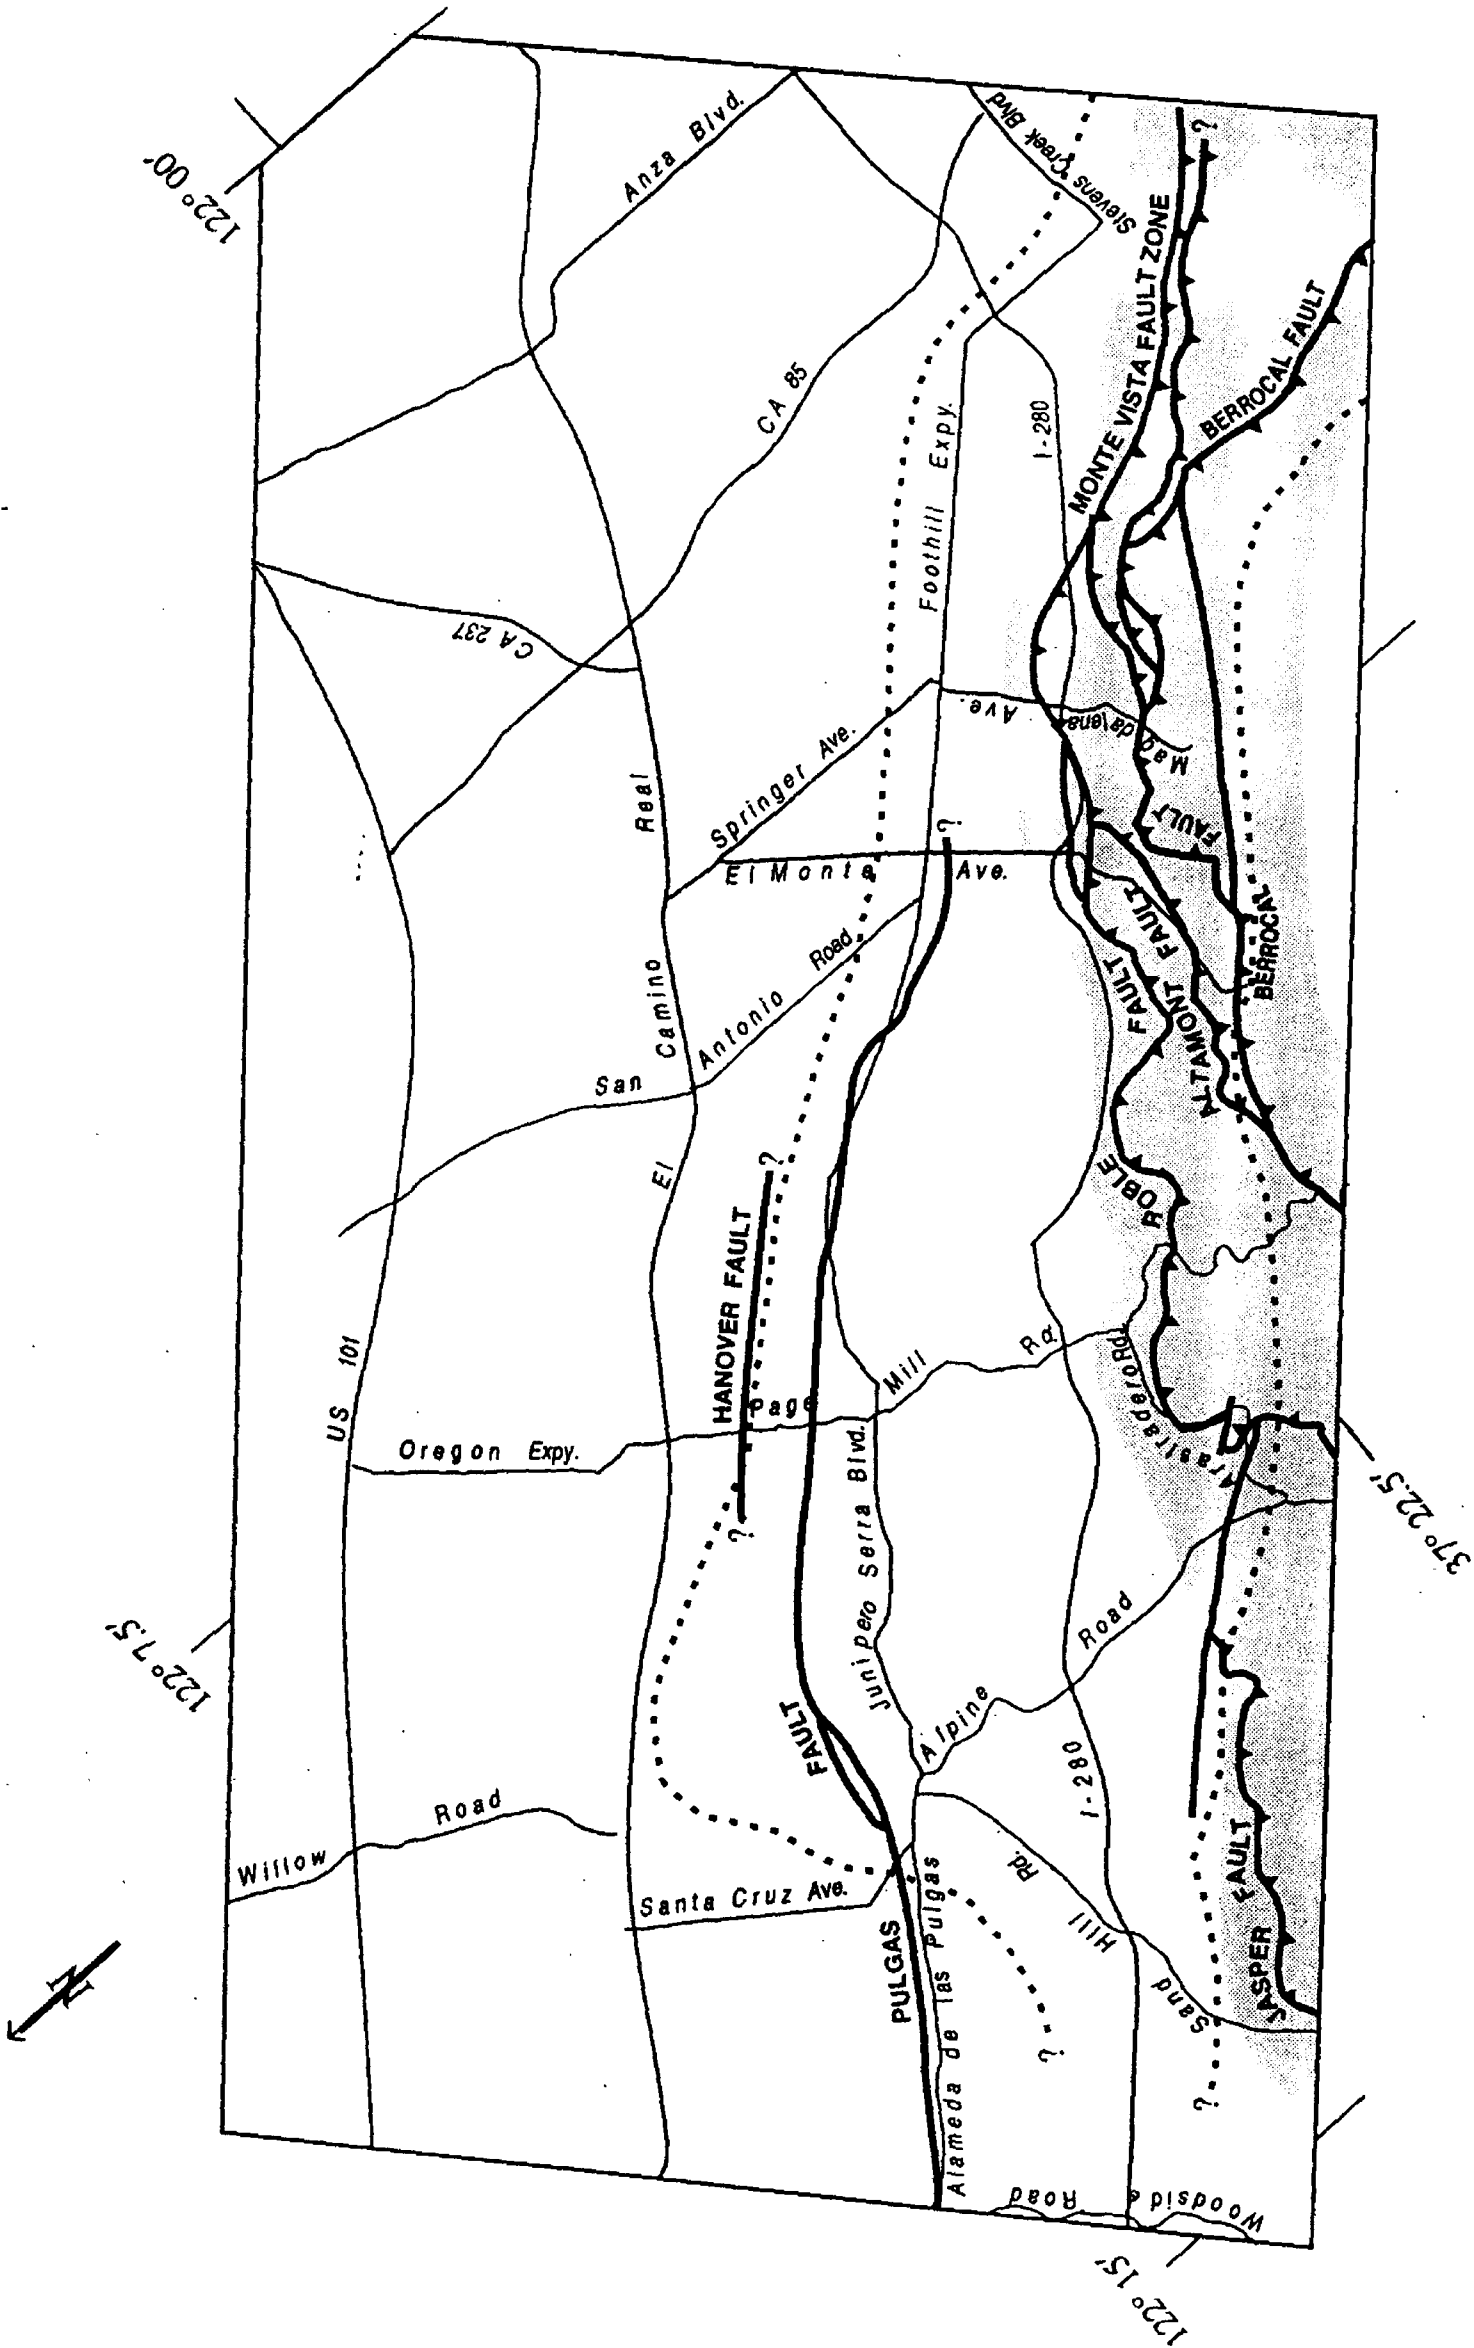 122° 00'
Anza Blvd.
Stevens Creek Blvd
?
MONTE VISTA FAULT ZONE
BERROCAL FAULT
CA 85
I-280
Foothill Expy.
CA 237
Springer Ave.
Magdalena Ave.
El Camino Real
El Monte Ave.
?
FAULT
BERROCAL
FAULT
ALTAMONT FAULT
San Antonio Road
ROBLE
?
HANOVER FAULT
?
US 101
Oregon Expy.
Page Mill Rd
Arastradero Rd.
37° 22.5'
122° 7.5'
Junipero Serra Blvd.
Alpine Road
I-280
PULGAS FAULT
Willow Road
Santa Cruz Ave.
Alameda de las Pulgas
Sand Hill Rd.
JASPER FAULT
?
?
N
Woodside Road
122° 15'